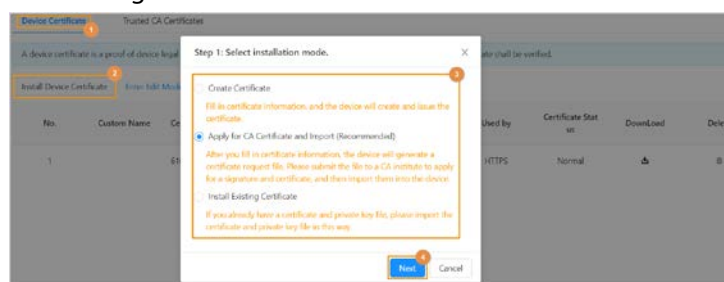 Device Certificate Trusted CA Certificates
1
A device certificate is a proof of device legal
ate shall be verified.
2
Install Device Certificate Enter Edit Mode
No. Custom Name Used by Certificate Stat
us DownLoad
1 HTTPS Normal
Step 1: Select installation mode.
3
Create Certificate
Fill in certificate information, and the device will create and issue the
certificate.
Apply for CA Certificate and Import (Recommended)
After you fill in certificate information, the device will generate a
certificate request file. Please submit the file to a CA institute to apply
for a signature and certificate, and then import them into the device.
Install Existing Certificate
If you already have a certificate and private key file, please import the
certificate and private key file in this way.
4
Next Cancel